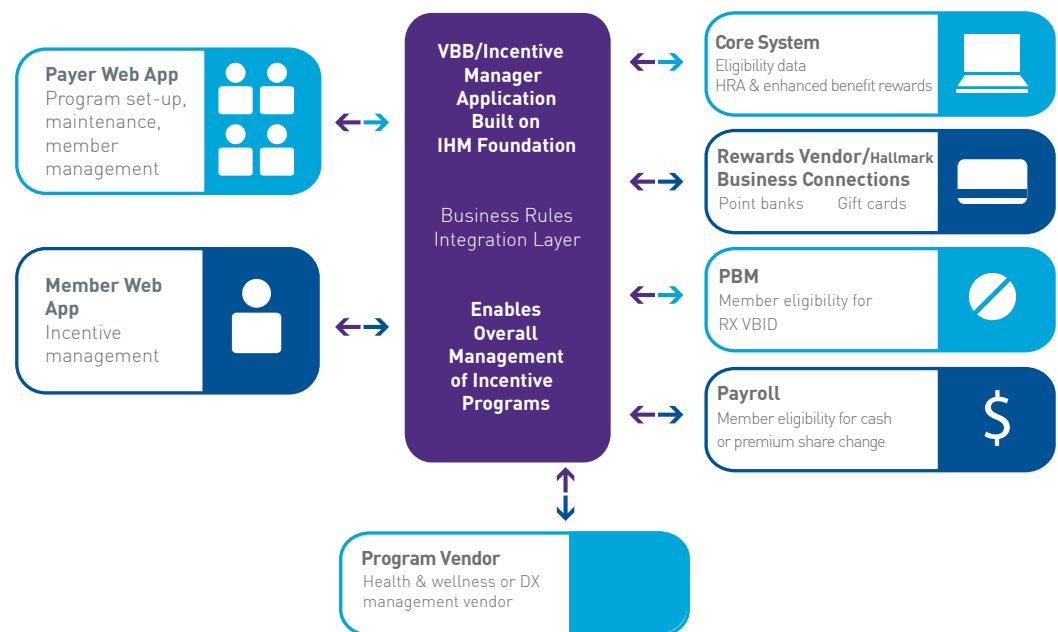 Payer Web App
Program set-up,
maintenance,
member
management
Member Web
App
Incentive
management
VBB/Incentive
Manager
Application
Built on
IHM Foundation
Business Rules
Integration Layer
Enables
Overall
Management
of Incentive
Programs
Core System
Eligibility data
HRA & enhanced benefit rewards
Rewards Vendor/Hallmark
Business Connections
Point banks Gift cards
PBM
Member eligibility for
RX VBID
Payroll
Member eligibility for cash
or premium share change
$
Program Vendor
Health & wellness or DX
management vendor